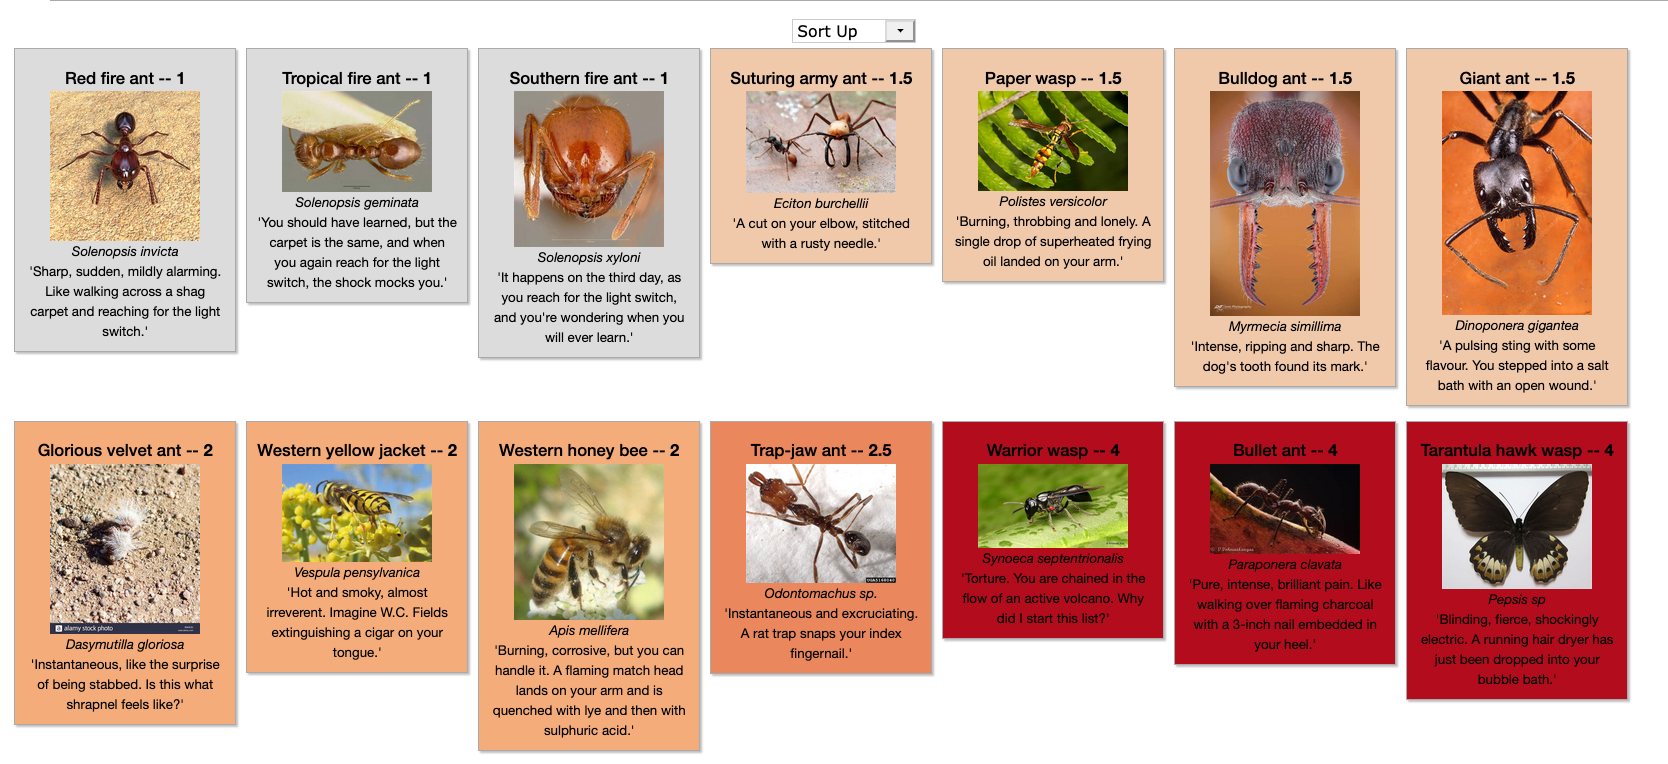 Sort Up
Red fire ant -- 1
Solenopsis invicta
'Sharp, sudden, mildly alarming.
Like walking across a shag
carpet and reaching for the light
switch.'
Tropical fire ant -- 1
Solenopsis geminata
'You should have learned, but the
carpet is the same, and when
you again reach for the light
switch, the shock mocks you.'
Southern fire ant -- 1
Solenopsis xyloni
'It happens on the third day, as
you reach for the light switch,
and you're wondering when you
will ever learn.'
Suturing army ant -- 1.5
Eciton burchellii
'A cut on your elbow, stitched
with a rusty needle.'
Paper wasp -- 1.5
Polistes versicolor
'Burning, throbbing and lonely. A
single drop of superheated frying
oil landed on your arm.'
Bulldog ant -- 1.5
Myrmecia simillima
'Intense, ripping and sharp. The
dog's tooth found its mark.'
Giant ant -- 1.5
Dinoponera gigantea
'A pulsing sting with some
flavour. You stepped into a salt
bath with an open wound.'
Glorious velvet ant -- 2
alamy stock photo
Dasymutilla gloriosa
'Instantaneous, like the surprise
of being stabbed. Is this what
shrapnel feels like?'
Western yellow jacket -- 2
Vespula pensylvanica
'Hot and smoky, almost
irreverent. Imagine W.C. Fields
extinguishing a cigar on your
tongue.'
Western honey bee -- 2
Apis mellifera
'Burning, corrosive, but you can
handle it. A flaming match head
lands on your arm and is
quenched with lye and then with
sulphuric acid.'
Trap-jaw ant -- 2.5
Odontomachus sp.
'Instantaneous and excruciating.
A rat trap snaps your index
fingernail.'
Warrior wasp -- 4
Synoeca septentrionalis
'Torture. You are chained in the
flow of an active volcano. Why
did I start this list?'
Bullet ant -- 4
Paraponera clavata
'Pure, intense, brilliant pain. Like
walking over flaming charcoal
with a 3-inch nail embedded in
your heel.'
Tarantula hawk wasp -- 4
Pepsis sp
'Blinding, fierce, shockingly
electric. A running hair dryer has
just been dropped into your
bubble bath.'